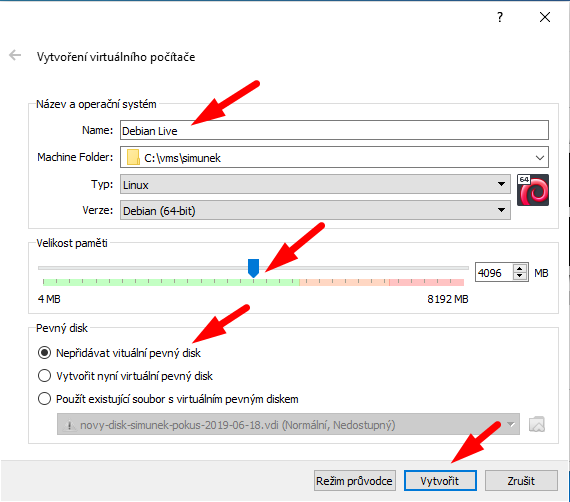 ?
Vytvoření virtuálního počítače
Název a operační systém
Name: Debian Live
Machine Folder: C:\vms\simunek
Typ: Linux
64
Verze: Debian (64-bit)
Velikost paměti
4096 MB
4 MB 8192 MB
Pevný disk
Nepřidávat vituální pevný disk
Vytvořit nyní virtuální pevný disk
Použít existující soubor s virtuálním pevným diskem
novy-disk-simunek-pokus-2019-06-18.vdi (Normální, Nedostupný)
Režim průvodce Vytvořit Zrušit